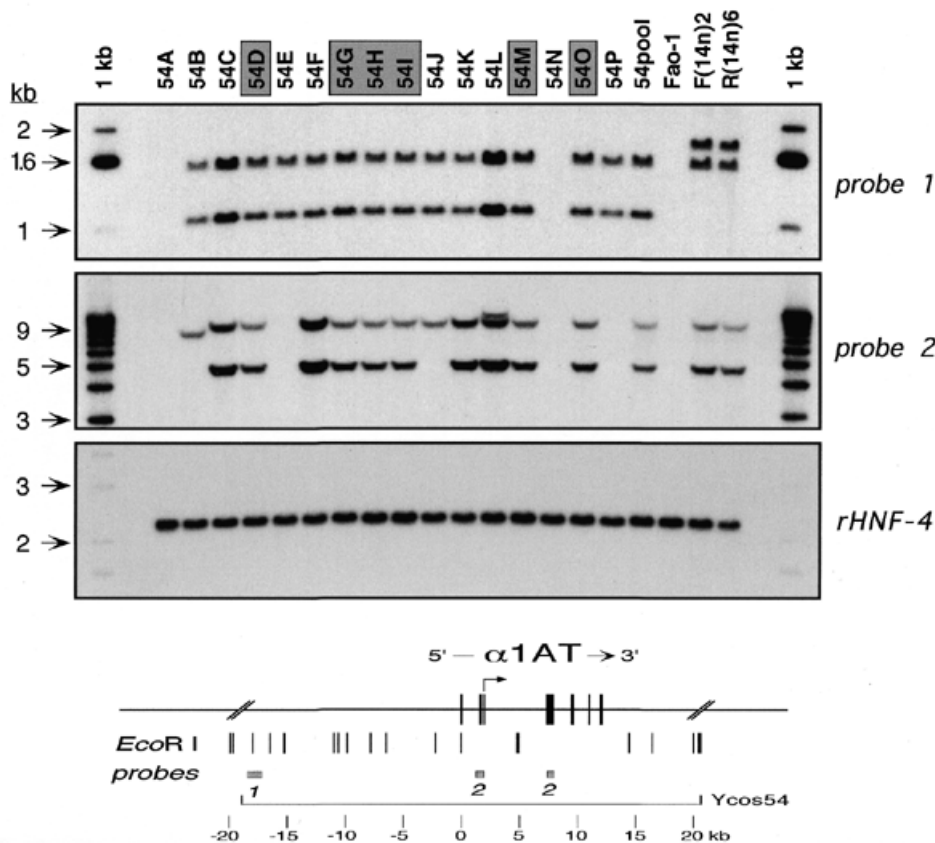 1 kb 54A 54B 54C 54D 54E 54F 54G 54H 54I 54J 54K 54L 54M 54N 54O 54P 54pool Fao-1 F(14n)2 R(14n)6 1 kb
kb
2
1.6
1
probe 1
9
5
3
probe 2
3
2
rHNF-4
5' — α1AT → 3'
EcoR I
probes
1 2 2
Ycos54
-20 -15 -10 -5 0 5 10 15 20 kb